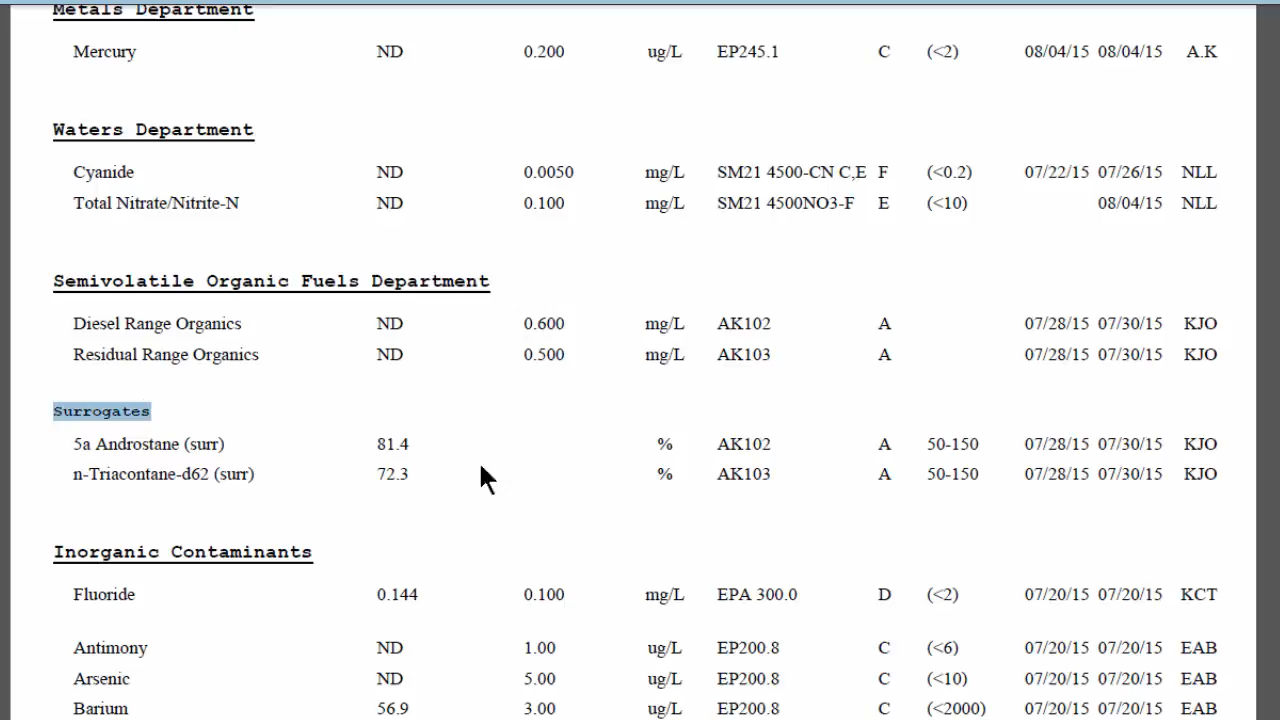 Metals Department
Mercury ND 0.200 ug/L EP245.1 C (<2) 08/04/15 08/04/15 A.K
Waters Department
Cyanide ND 0.0050 mg/L SM21 4500-CN C,E F (<0.2) 07/22/15 07/26/15 NLL
Total Nitrate/Nitrite-N ND 0.100 mg/L SM21 4500NO3-F E (<10) 08/04/15 NLL
Semivolatile Organic Fuels Department
Diesel Range Organics ND 0.600 mg/L AK102 A 07/28/15 07/30/15 KJO
Residual Range Organics ND 0.500 mg/L AK103 A 07/28/15 07/30/15 KJO
Surrogates
5a Androstane (surr) 81.4 % AK102 A 50-150 07/28/15 07/30/15 KJO
n-Triacontane-d62 (surr) 72.3 % AK103 A 50-150 07/28/15 07/30/15 KJO
Inorganic Contaminants
Fluoride 0.144 0.100 mg/L EPA 300.0 D (<2) 07/20/15 07/20/15 KCT
Antimony ND 1.00 ug/L EP200.8 C (<6) 07/20/15 07/20/15 EAB
Arsenic ND 5.00 ug/L EP200.8 C (<10) 07/20/15 07/20/15 EAB
Barium 56.9 3.00 ug/L EP200.8 C (<2000) 07/20/15 07/20/15 EAB